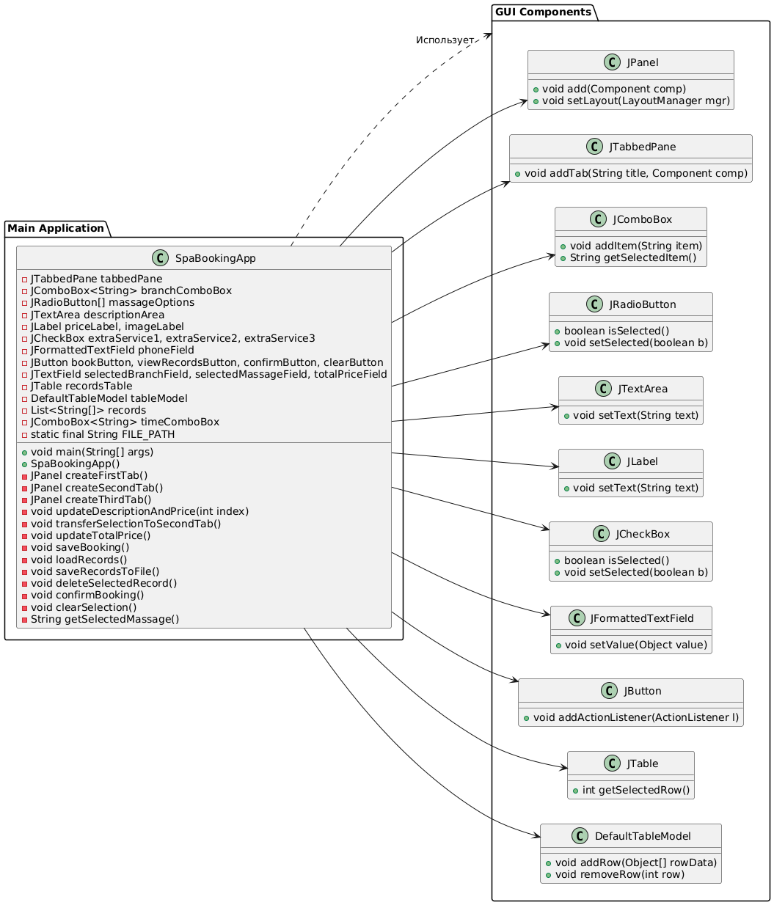 GUI Components
Использует
C JPanel
void add(Component comp)
void setLayout(LayoutManager mgr)
C JTabbedPane
void addTab(String title, Component comp)
C JComboBox
void addItem(String item)
String getSelectedItem()
C JRadioButton
boolean isSelected()
void setSelected(boolean b)
C JTextArea
void setText(String text)
C JLabel
void setText(String text)
C JCheckBox
boolean isSelected()
void setSelected(boolean b)
C JFormattedTextField
void setValue(Object value)
C JButton
void addActionListener(ActionListener l)
C JTable
int getSelectedRow()
C DefaultTableModel
void addRow(Object[] rowData)
void removeRow(int row)
Main Application
C SpaBookingApp
JTabbedPane tabbedPane
JComboBox<String> branchComboBox
JRadioButton[] massageOptions
JTextArea descriptionArea
JLabel priceLabel, imageLabel
JCheckBox extraService1, extraService2, extraService3
JFormattedTextField phoneField
JButton bookButton, viewRecordsButton, confirmButton, clearButton
JTextField selectedBranchField, selectedMassageField, totalPriceField
JTable recordsTable
DefaultTableModel tableModel
List<String[]> records
JComboBox<String> timeComboBox
static final String FILE_PATH
void main(String[] args)
SpaBookingApp()
JPanel createFirstTab()
JPanel createSecondTab()
JPanel createThirdTab()
void updateDescriptionAndPrice(int index)
void transferSelectionToSecondTab()
void updateTotalPrice()
void saveBooking()
void loadRecords()
void saveRecordsToFile()
void deleteSelectedRecord()
void confirmBooking()
void clearSelection()
String getSelectedMassage()